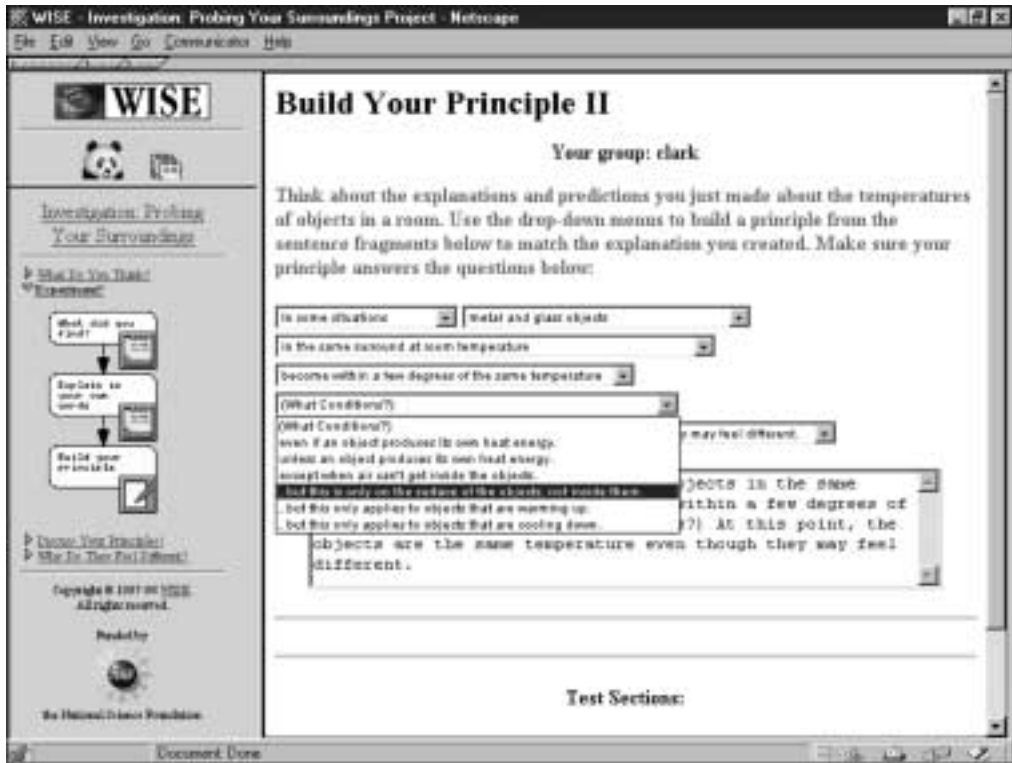 WISE - Investigation: Probing Your Surroundings Project - Netscape
File Edit View Go Communicator Help
WISE
Investigation: Probing
Your Surroundings
What Do You Think?
Experiment!
What did you
find?
Explain in
your own
words
Build your
principle
Discuss Your Principles!
Why Do They Feel Different?
Copyright © 1997-98 WISE
All rights reserved.
Funded by
the National Science Foundation
Build Your Principle II
Your group: clark
Think about the explanations and predictions you just made about the temperatures
of objects in a room. Use the drop-down menus to build a principle from the
sentence fragments below to match the explanation you created. Make sure your
principle answers the questions below:
In some situations
metal and glass objects
in the same surround at room temperature
become within a few degrees of the same temperature
(What Conditions?)
(What Conditions?)
even if an object produces its own heat energy.
unless an object produces its own heat energy.
except when air can't get inside the objects.
..but this is only on the surface of the objects, not inside them.
..but this only applies to objects that are warming up.
..but this only applies to objects that are cooling down.
may feel different.
objects in the same
within a few degrees of
?) At this point, the
objects are the same temperature even though they may feel
different.
Test Sections:
Document: Done